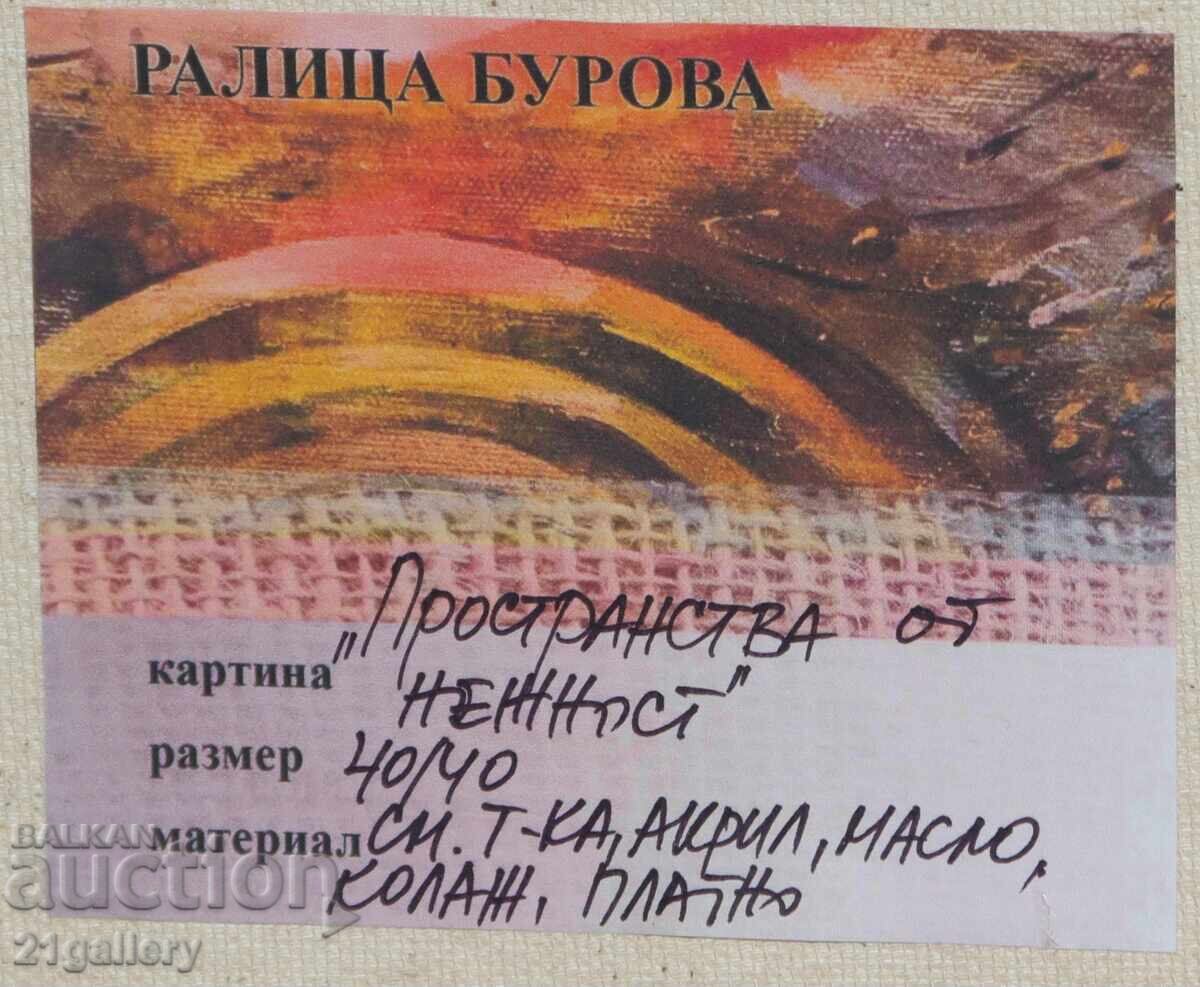 РАЛИЦА БУРОВА
картина „Пространства от
нежност"
размер 40/40
материал см. т-ка, акрил, масло,
колаж, платно
BALKAN
auction
21gallery